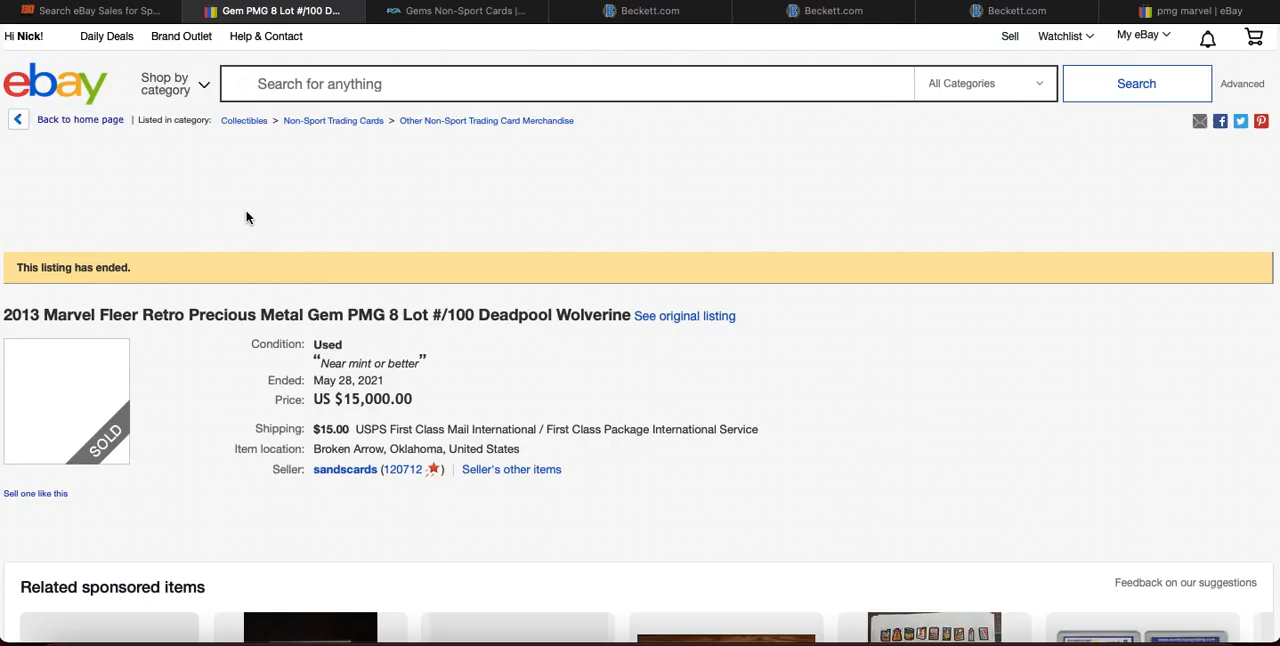 Search eBay Sales for Sp...
Gem PMG 8 Lot #/100 D...
PSA Gems Non-Sport Cards |...
Beckett.com
Beckett.com
Beckett.com
pmg marvel | eBay
Hi Nick! Daily Deals Brand Outlet Help & Contact Sell Watchlist My eBay
ebay
Shop by category
Search for anything
All Categories
Search
Advanced
Back to home page | Listed in category: Collectibles > Non-Sport Trading Cards > Other Non-Sport Trading Card Merchandise
This listing has ended.
2013 Marvel Fleer Retro Precious Metal Gem PMG 8 Lot #/100 Deadpool Wolverine See original listing
SOLD
Condition: Used
“Near mint or better”
Ended: May 28, 2021
Price: US $15,000.00
Shipping: $15.00 USPS First Class Mail International / First Class Package International Service
Item location: Broken Arrow, Oklahoma, United States
Seller: sandscards (120712 ) | Seller's other items
Sell one like this
Related sponsored items
Feedback on our suggestions